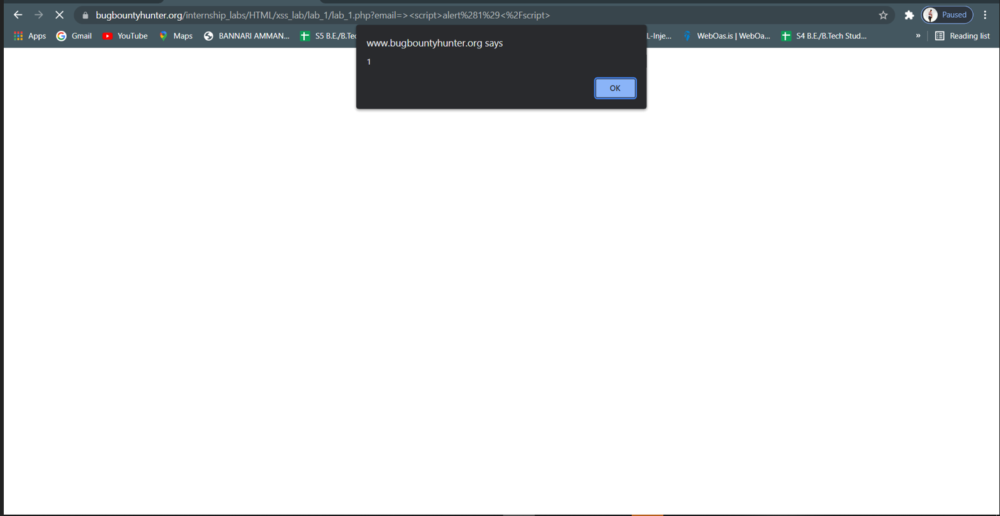 bugbountyhunter.org/internship_labs/HTML/xss_lab/lab_1/lab_1.php?email=><script>alert%281%29<%2Fscript>
Paused
Apps Gmail YouTube Maps BANNARI AMMAN... S5 B.E./B.Tec L-Inje... WebOas.is | WebOa... S4 B.E./B.Tech Stud... » Reading list
www.bugbountyhunter.org says
1
OK